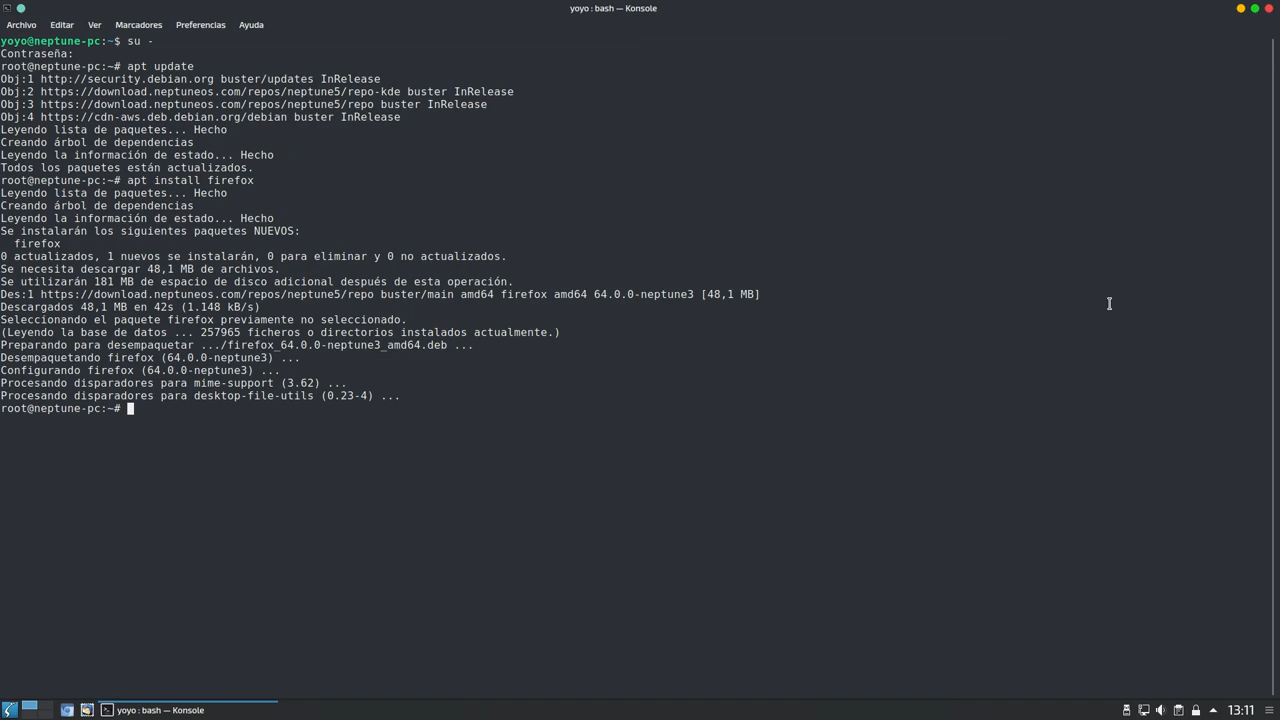 yoyo : bash — Konsole
Archivo Editar Ver Marcadores Preferencias Ayuda
yoyo@neptune-pc:~$ su -
Contraseña:
root@neptune-pc:~# apt update
Obj:1 http://security.debian.org buster/updates InRelease
Obj:2 https://download.neptuneos.com/repos/neptune5/repo-kde buster InRelease
Obj:3 https://download.neptuneos.com/repos/neptune5/repo buster InRelease
Obj:4 https://cdn-aws.deb.debian.org/debian buster InRelease
Leyendo lista de paquetes... Hecho
Creando árbol de dependencias
Leyendo la información de estado... Hecho
Todos los paquetes están actualizados.
root@neptune-pc:~# apt install firefox
Leyendo lista de paquetes... Hecho
Creando árbol de dependencias
Leyendo la información de estado... Hecho
Se instalarán los siguientes paquetes NUEVOS:
  firefox
0 actualizados, 1 nuevos se instalarán, 0 para eliminar y 0 no actualizados.
Se necesita descargar 48,1 MB de archivos.
Se utilizarán 181 MB de espacio de disco adicional después de esta operación.
Des:1 https://download.neptuneos.com/repos/neptune5/repo buster/main amd64 firefox amd64 64.0.0-neptune3 [48,1 MB]
Descargados 48,1 MB en 42s (1.148 kB/s)
Seleccionando el paquete firefox previamente no seleccionado.
(Leyendo la base de datos ... 257965 ficheros o directorios instalados actualmente.)
Preparando para desempaquetar .../firefox_64.0.0-neptune3_amd64.deb ...
Desempaquetando firefox (64.0.0-neptune3) ...
Configurando firefox (64.0.0-neptune3) ...
Procesando disparadores para mime-support (3.62) ...
Procesando disparadores para desktop-file-utils (0.23-4) ...
root@neptune-pc:~#
yoyo : bash — Konsole 13:11